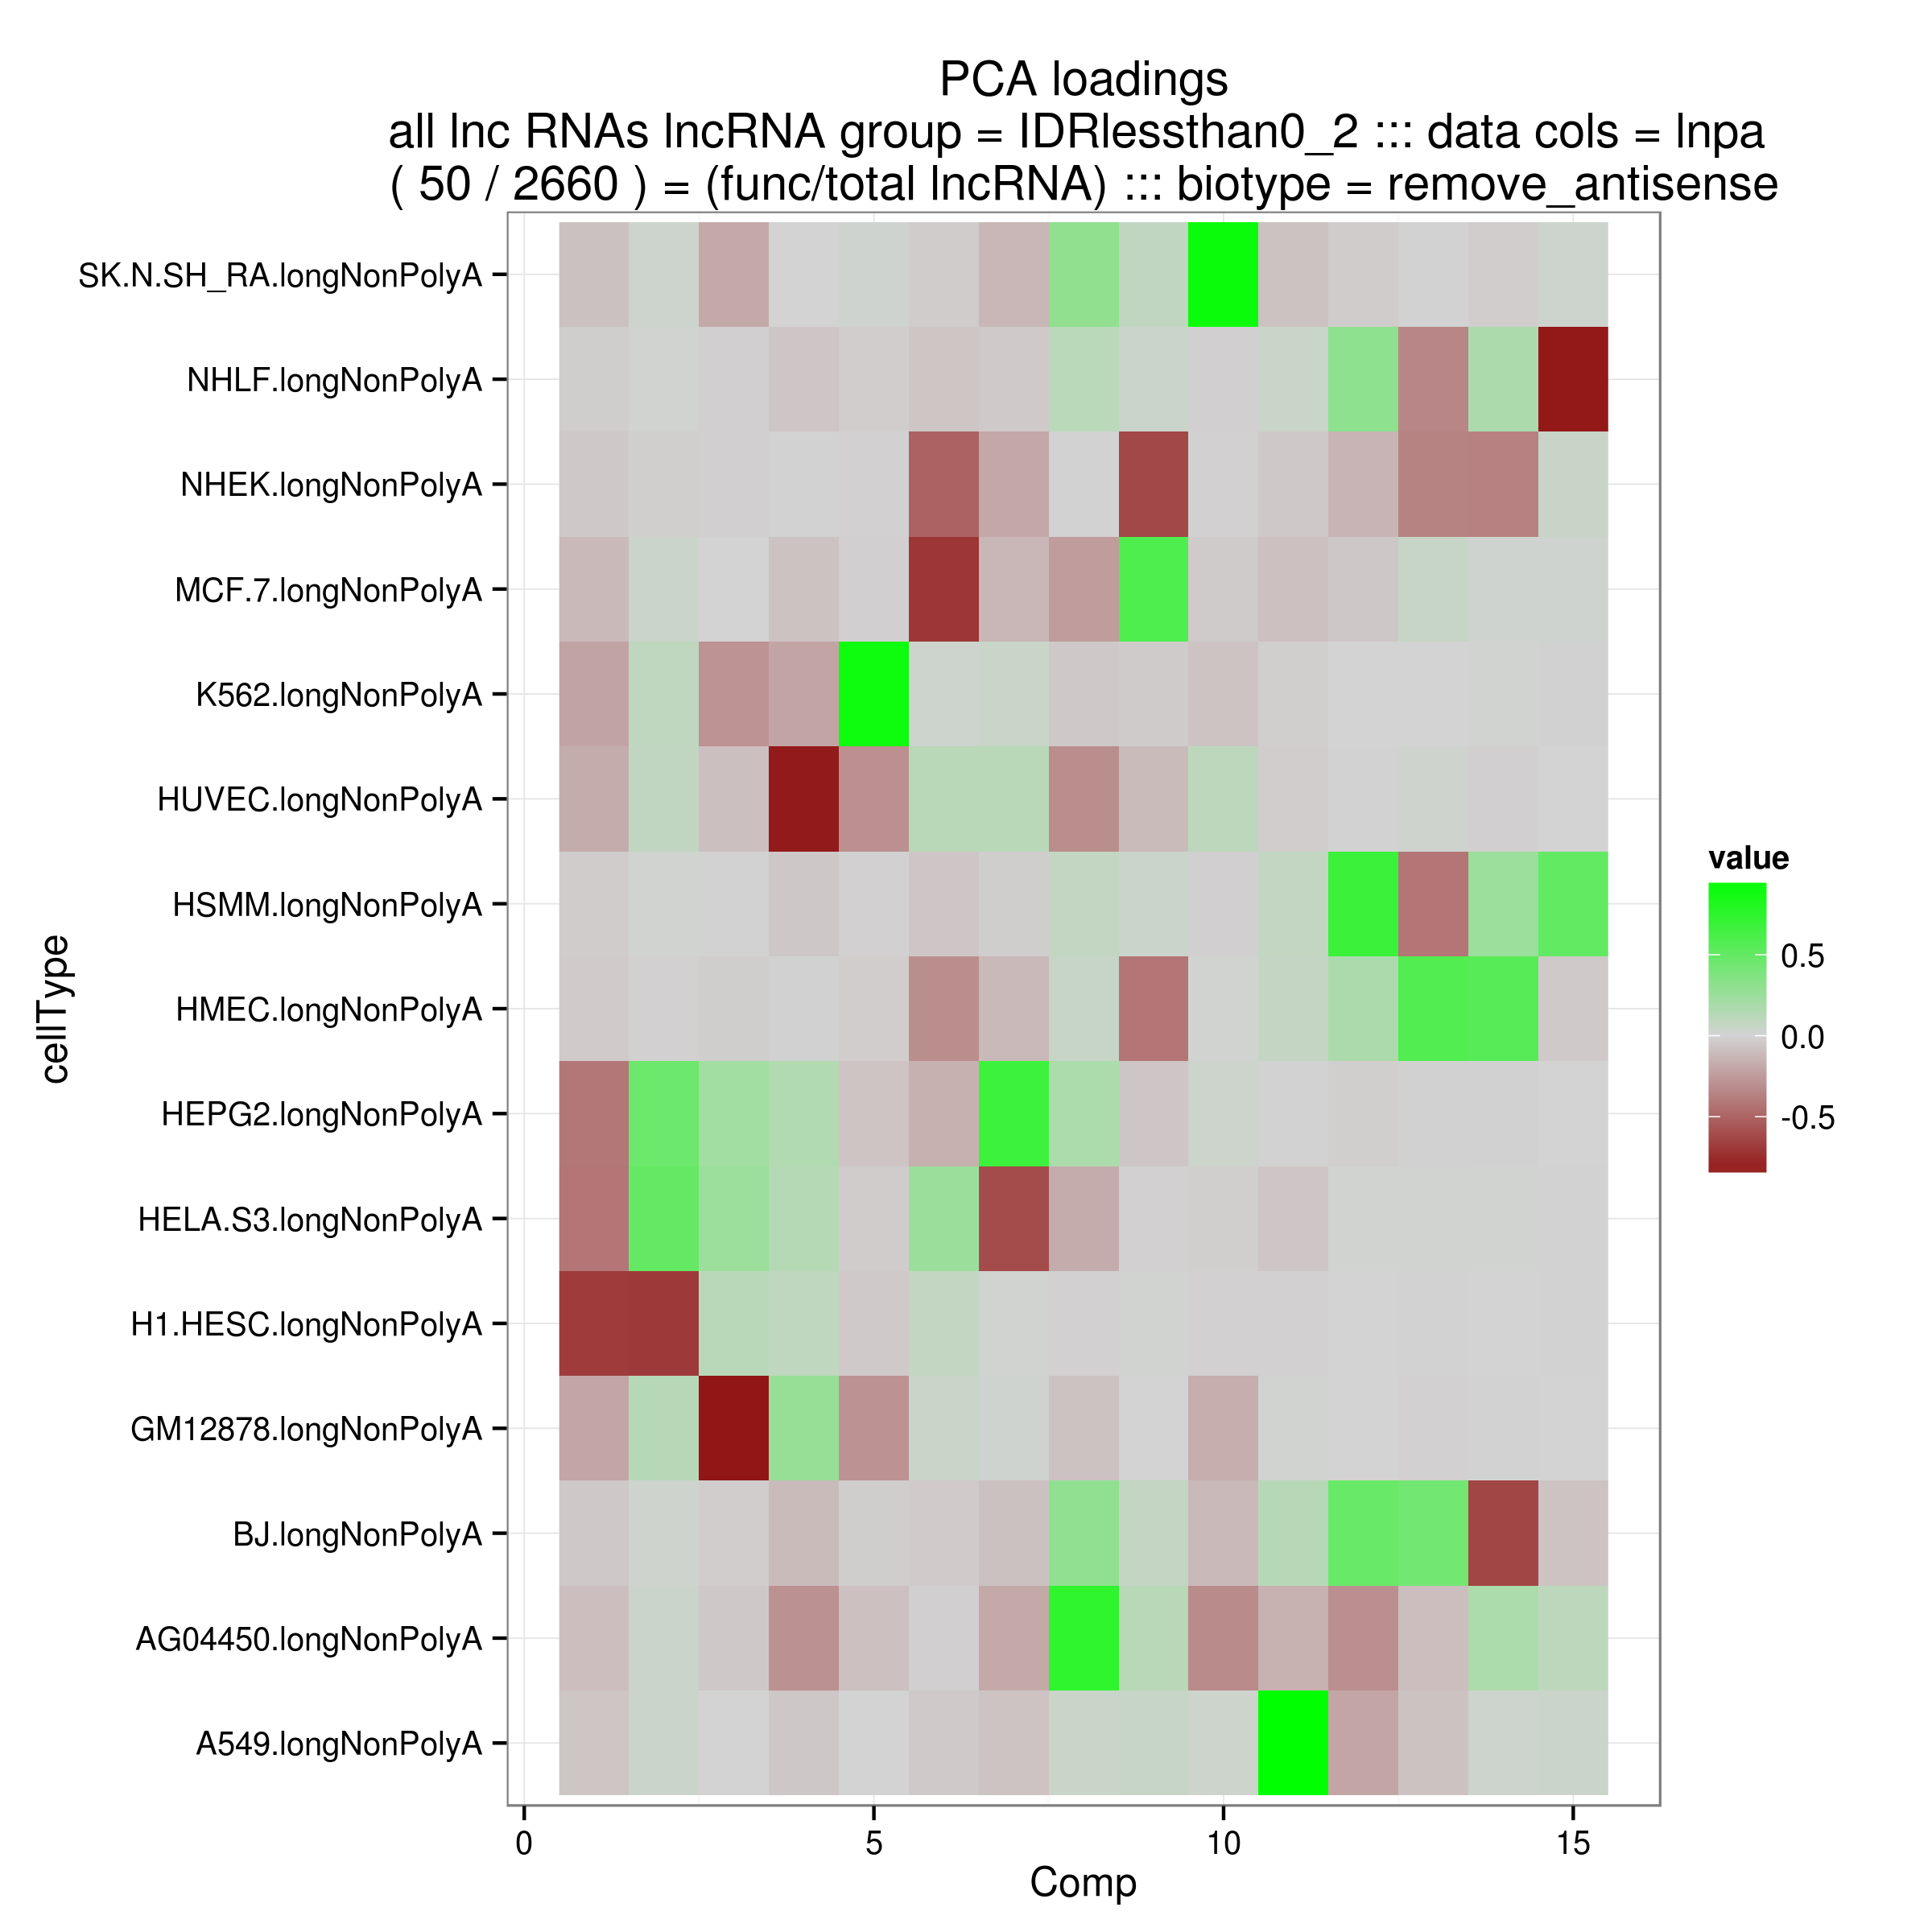 PCA loadings
all lnc RNAs lncRNA group = IDRlessthan0_2 ::: data cols = lnpa
( 50 / 2660 ) = (func/total lncRNA) ::: biotype = remove_antisense
SK.N.SH_RA.longNonPolyA
NHLF.longNonPolyA
NHEK.longNonPolyA
MCF.7.longNonPolyA
K562.longNonPolyA
HUVEC.longNonPolyA
HSMM.longNonPolyA
HMEC.longNonPolyA
HEPG2.longNonPolyA
HELA.S3.longNonPolyA
H1.HESC.longNonPolyA
GM12878.longNonPolyA
BJ.longNonPolyA
AG04450.longNonPolyA
A549.longNonPolyA
cellType
0 5 10 15
Comp
value
0.5
0.0
-0.5